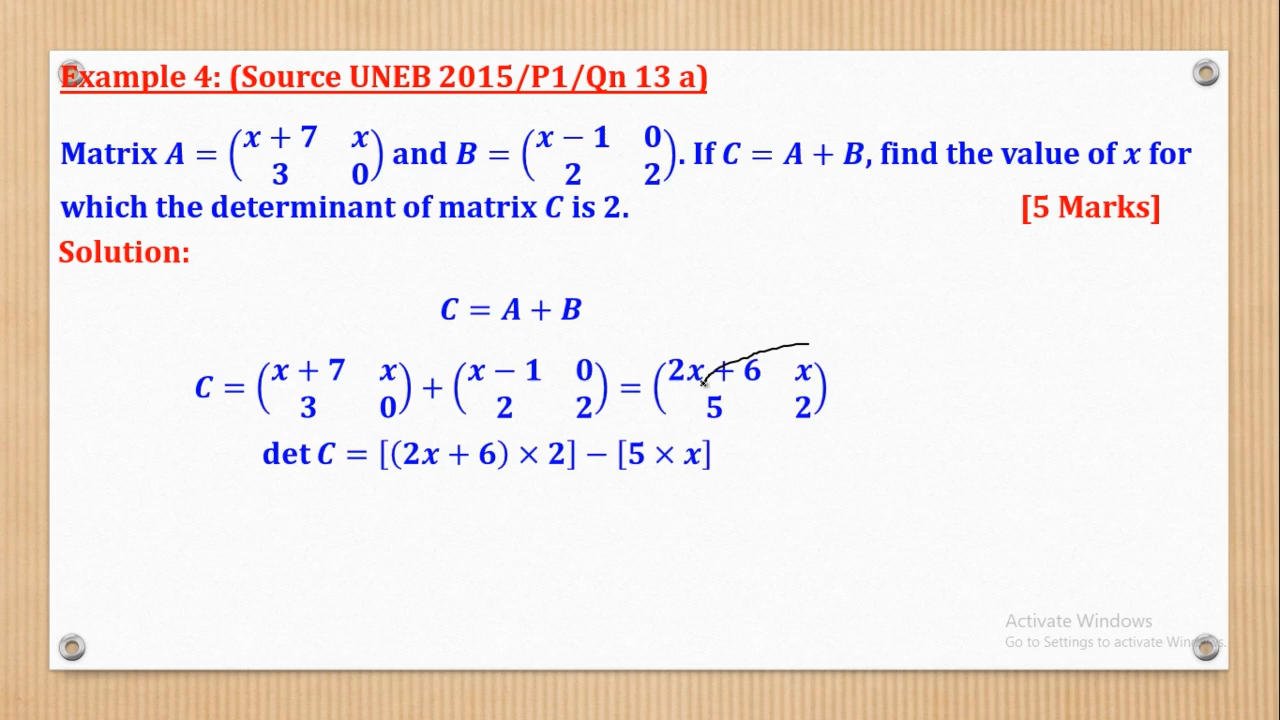 Example 4: (Source UNEB 2015/P1/Qn 13 a)
Matrix A = (x + 7 x
3 0) and B = (x − 1 0
2 2). If C = A + B, find the value of x for
which the determinant of matrix C is 2. [5 Marks]
Solution:
C = A + B
C = (x + 7 x
3 0) + (x − 1 0
2 2) = (2x + 6 x
5 2)
det C = [(2x + 6) × 2] − [5 × x]
Activate Windows
Go to Settings to activate Windows.